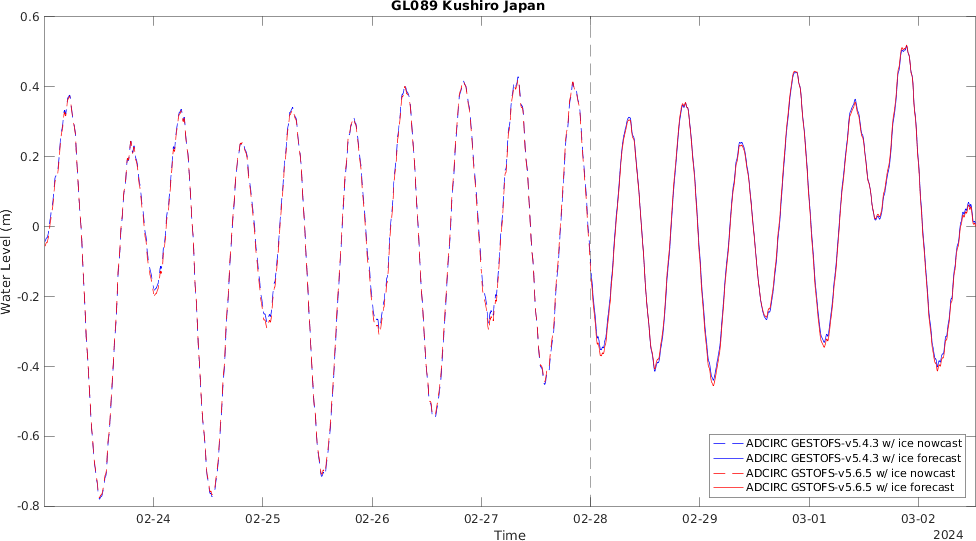 GL089 Kushiro Japan
0.6
0.4
0.2
0
-0.2
-0.4
-0.6
-0.8
Water Level (m)
02-24
02-25
02-26
02-27
02-28
02-29
03-01
03-02
Time
2024
ADCIRC GESTOFS-v5.4.3 w/ ice nowcast
ADCIRC GESTOFS-v5.4.3 w/ ice forecast
ADCIRC GSTOFS-v5.6.5 w/ ice nowcast
ADCIRC GSTOFS-v5.6.5 w/ ice forecast